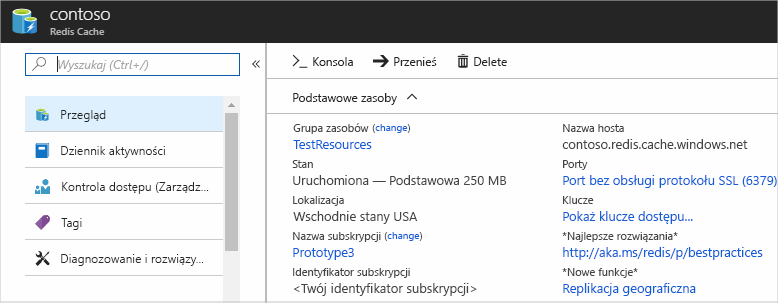 contoso
Redis Cache
Wyszukaj (Ctrl+/)
«
Przegląd
Dziennik aktywności
Kontrola dostępu (Zarządz...
Tagi
Diagnozowanie i rozwiązy...
Konsola Przenieś Delete
Podstawowe zasoby
Grupa zasobów (change)
TestResources
Stan
Uruchomiona — Podstawowa 250 MB
Lokalizacja
Wschodnie stany USA
Nazwa subskrypcji (change)
Prototype3
Identyfikator subskrypcji
<Twój identyfikator subskrypcji>
Nazwa hosta
contoso.redis.cache.windows.net
Porty
Port bez obsługi protokołu SSL (6379)
Klucze
Pokaż klucze dostępu...
*Najlepsze rozwiązania*
http://aka.ms/redis/p/bestpractices
*Nowe funkcje*
Replikacja geograficzna